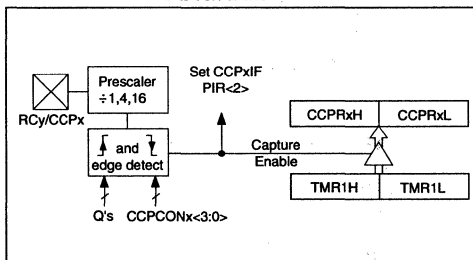 Prescaler
÷1,4,16
RCy/CCPx
and
edge detect
Q's
CCPCONx<3:0>
Set CCPxIF
PIR<2>
Capture
Enable
CCPRxH
CCPRxL
TMR1H
TMR1L